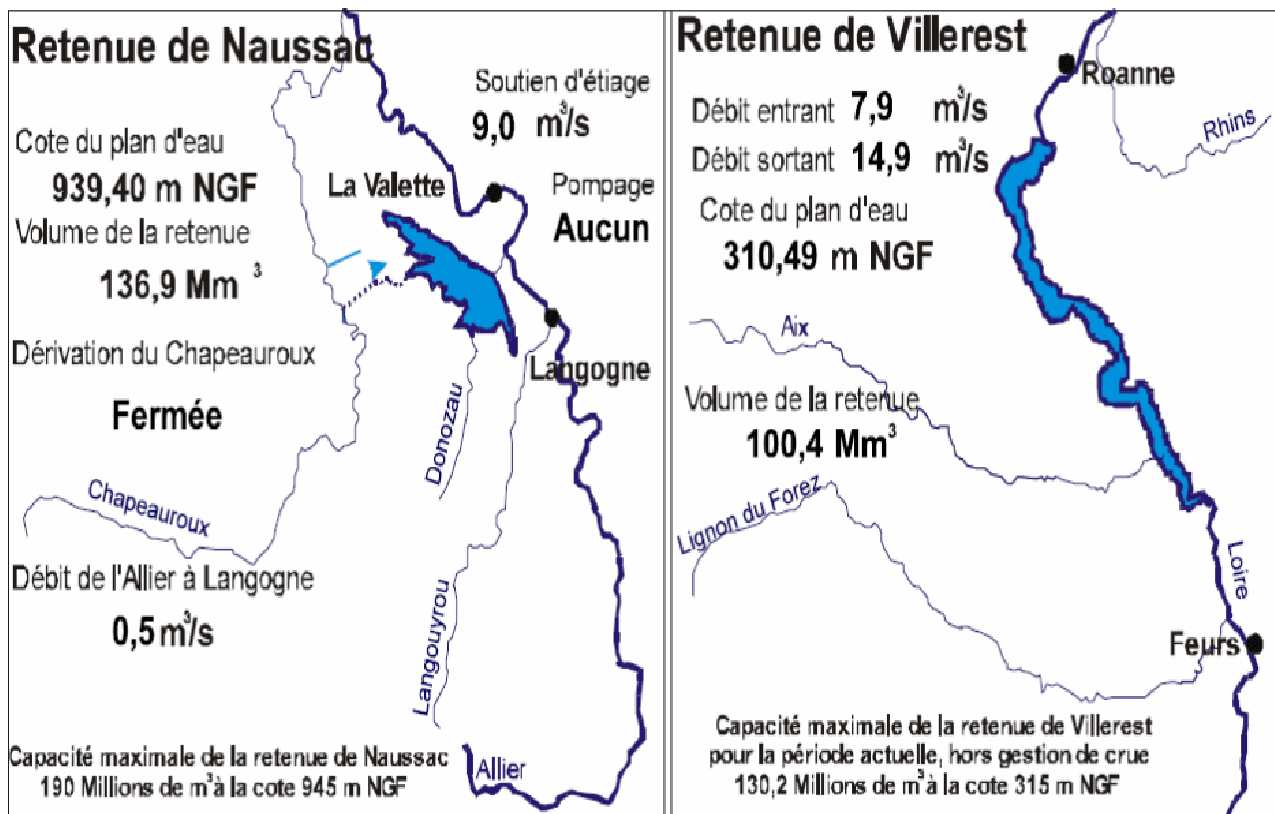 Retenue de Naussac
Soutien d'étiage
9,0 m³/s
Cote du plan d'eau
939,40 m NGF
La Valette
Pompage
Aucun
Volume de la retenue
136,9 Mm³
Dérivation du Chapeauroux
Fermée
Langogne
Donozau
Chapeauroux
Débit de l'Allier à Langogne
0,5 m³/s
Langouyrou
Capacité maximale de la retenue de Naussac
190 Millions de m³ à la cote 945 m NGF
Allier
Retenue de Villerest
Roanne
Débit entrant 7,9 m³/s
Rhins
Débit sortant 14,9 m³/s
Cote du plan d'eau
310,49 m NGF
Aix
Volume de la retenue
100,4 Mm³
Lignon du Forez
Loire
Feurs
Capacité maximale de la retenue de Villerest
pour la période actuelle, hors gestion de crue
130,2 Millions de m³ à la cote 315 m NGF